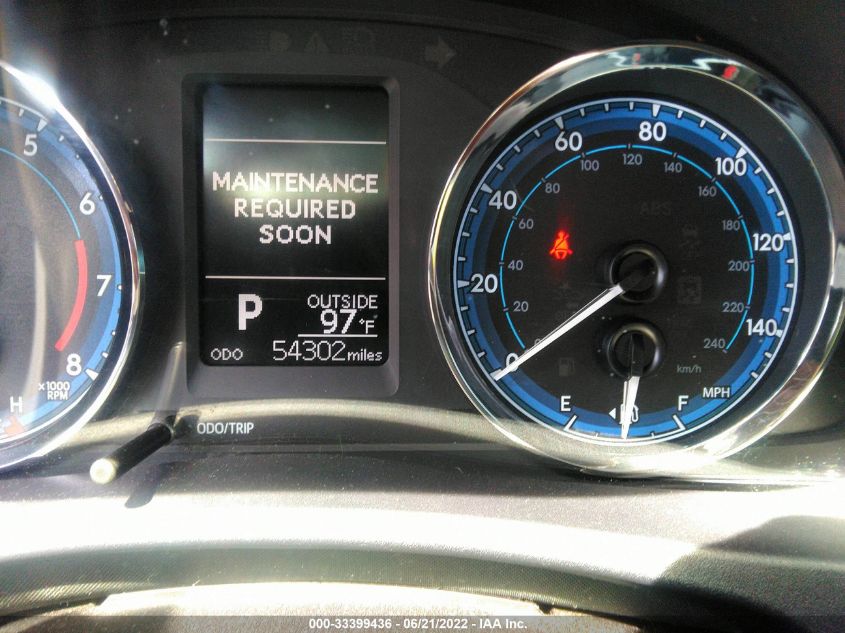 5
6
7
8
x1000
RPM
H
MAINTENANCE
REQUIRED
SOON
P
OUTSIDE
97°F
ODO 54302 miles
ODO/TRIP
0 20 40 60 80 100 120 140
MPH
0 20 40 60 80 100 120 140 160 180 200 220 240
km/h
ABS
E
F
000-33399436 - 06/21/2022 - IAA Inc.